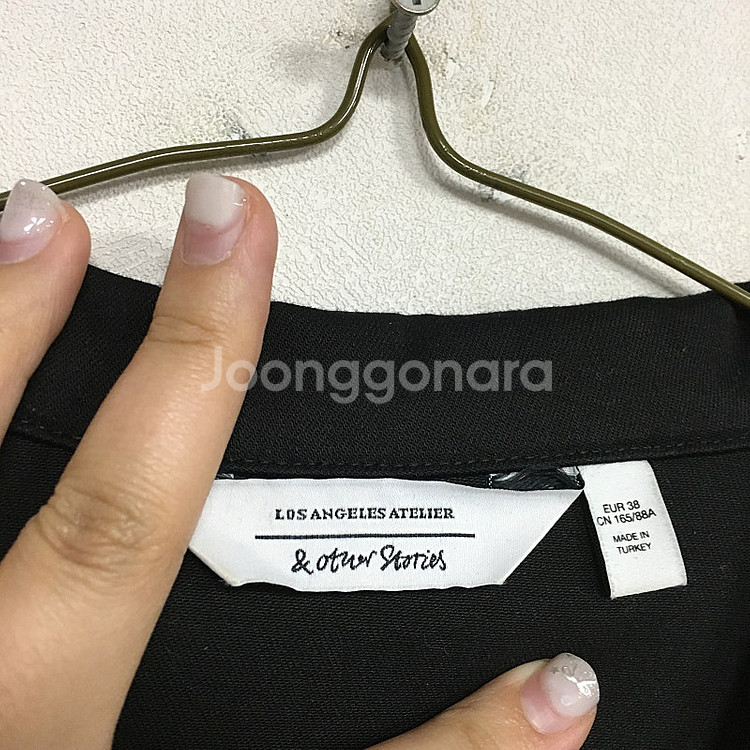 Joonggonara
LOS ANGELES ATELIER
& other Stories
EUR 38
CN 165/88A
MADE IN
TURKEY